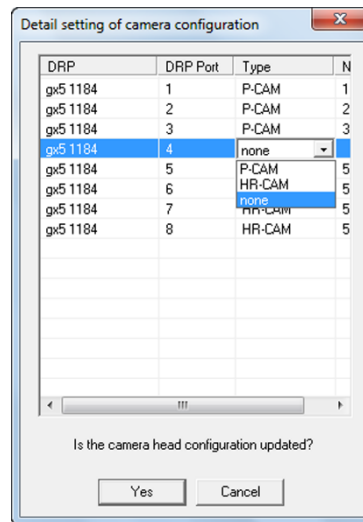 Detail setting of camera configuration
DRP DRP Port Type N
gx5 1184 1 P-CAM 1
gx5 1184 2 P-CAM 2
gx5 1184 3 P-CAM 3
gx5 1184 4 none
gx5 1184 5 P-CAM 5
gx5 1184 6 HR-CAM 5
none
gx5 1184 7 HR-CAM 5
gx5 1184 8 HR-CAM 5
Is the camera head configuration updated?
Yes Cancel